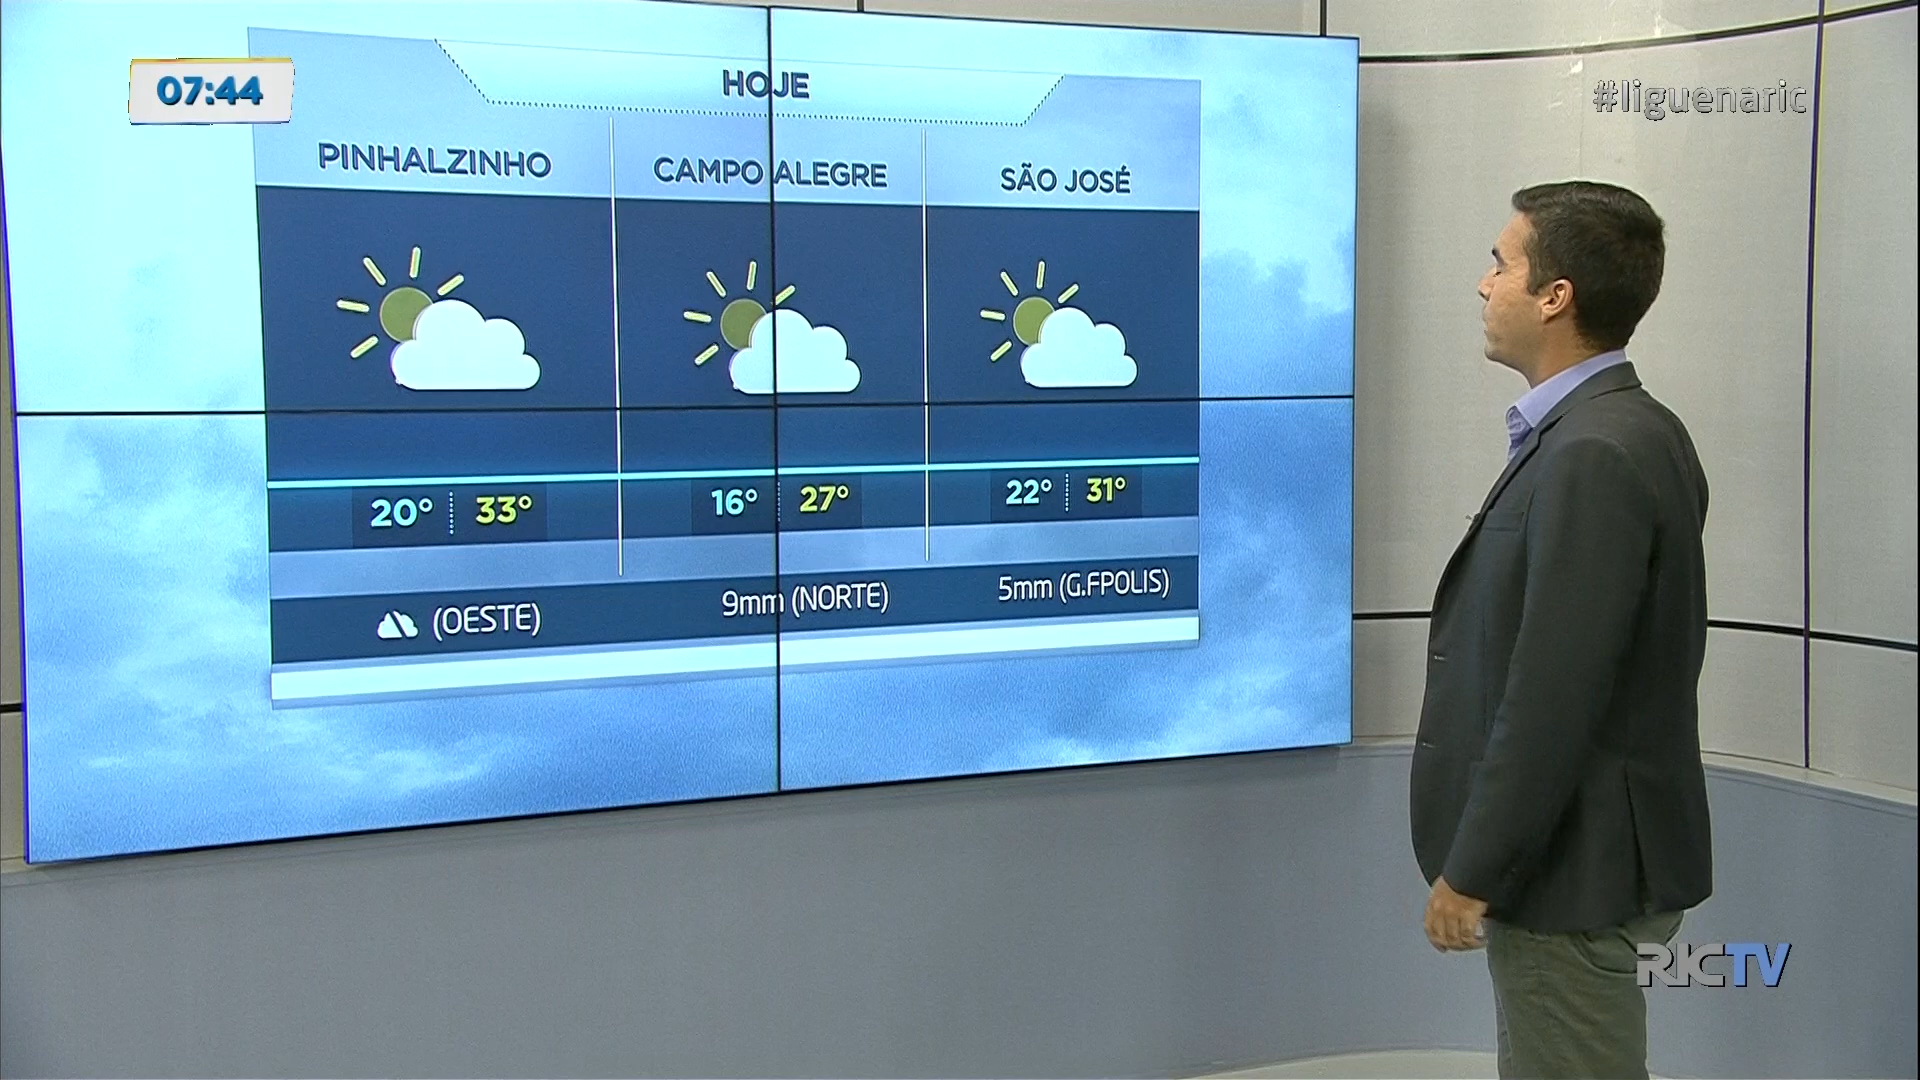 07:44
#liguenaric
HOJE
PINHALZINHO
CAMPO ALEGRE
SÃO JOSÉ
20° 33°
16° 27°
22° 31°
(OESTE)
9mm (NORTE)
5mm (G.FPOLIS)
RICTV